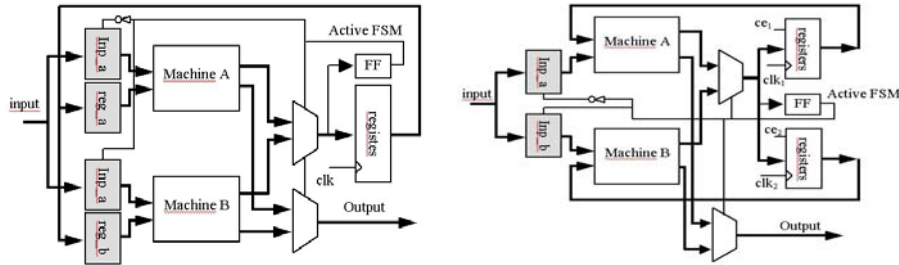 Active FSM
Inp_a
Machine A
FF
input
reg_a
registes
clk
Inp_a
Machine B
reg_b
Output
ce1
registers
Machine A
Inp_a
clk1
Active FSM
input
FF
Inp_b
ce2
registers
Machine B
clk2
Output